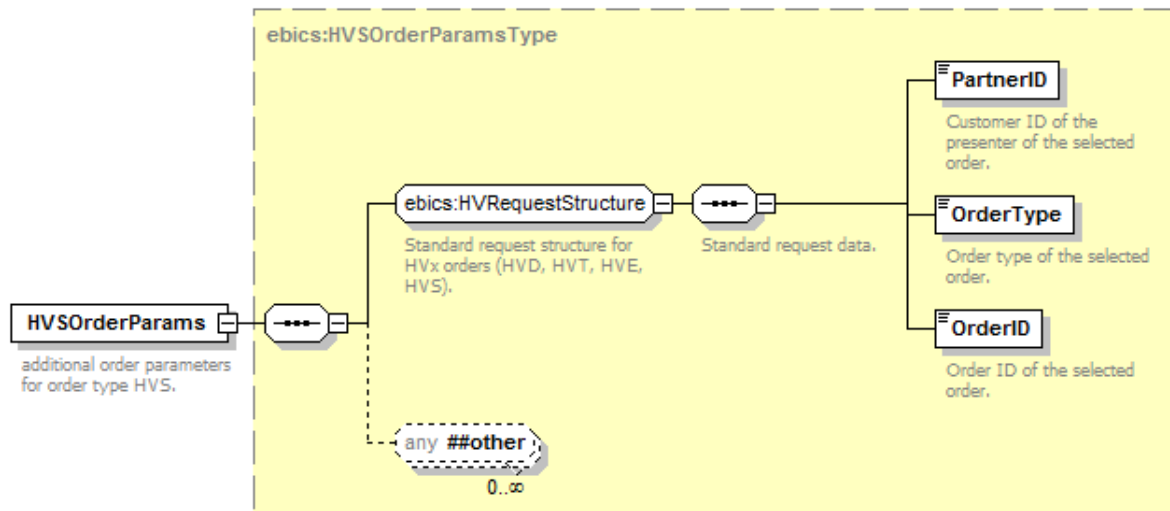 ebics:HVSOrderParamsType
PartnerID
Customer ID of the
presenter of the selected
order.
ebics:HVRequestStructure
Standard request structure for
HVx orders (HVD, HVT, HVE,
HVS).
Standard request data.
OrderType
Order type of the selected
order.
HVSOrderParams
additional order parameters
for order type HVS.
OrderID
Order ID of the selected
order.
any ##other
0..∞